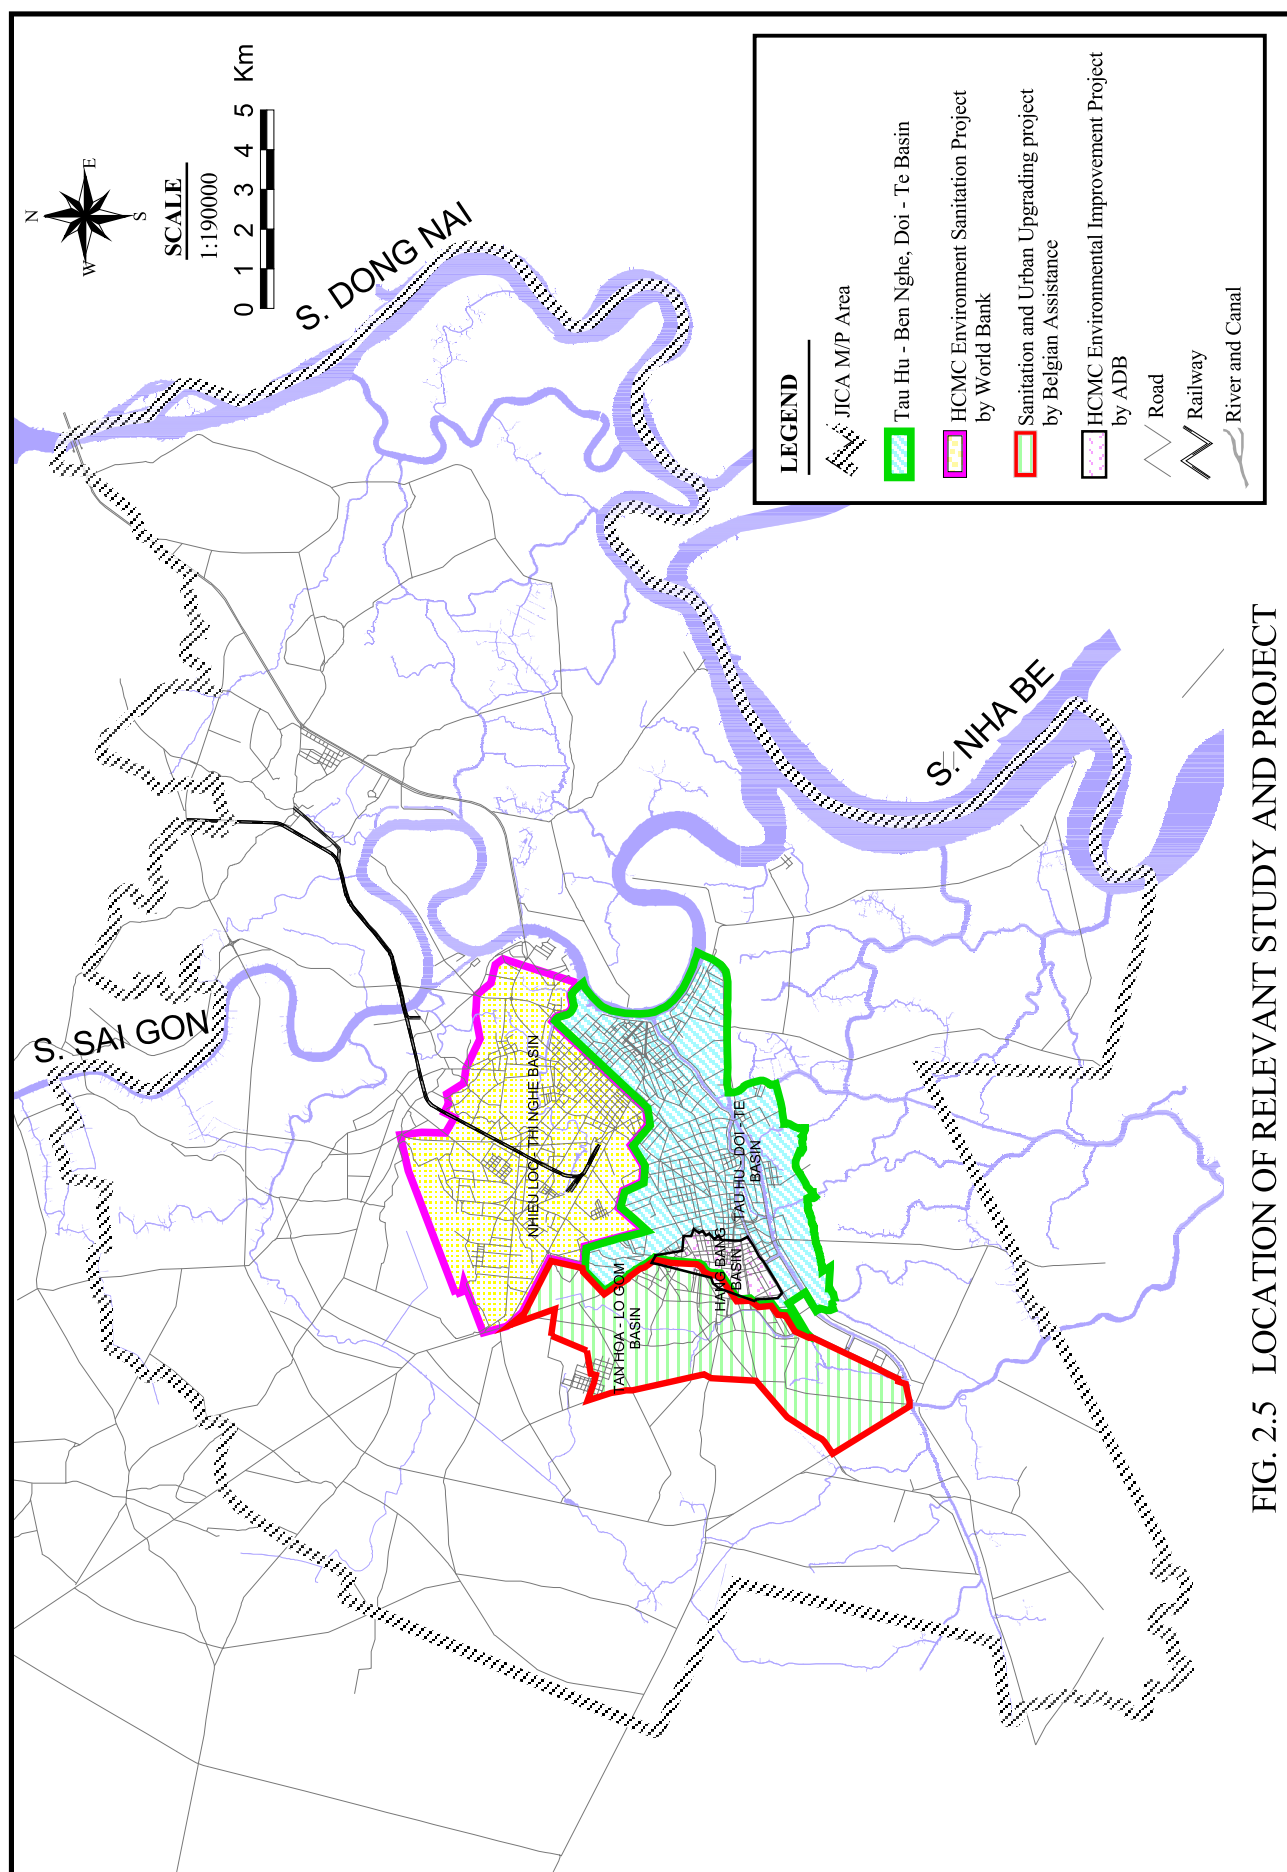 N
W
E
S
SCALE
1:190000
0 1 2 3 4 5 Km
S. DONG NAI
S. SAI GON
S. NHA BE
NHIEU LOC - THI NGHE BASIN
TAU HU - DOI - TE
BASIN
HANG BANG
BASIN
TAN HOA - LO GOM
BASIN
LEGEND
JICA M/P Area
Tau Hu - Ben Nghe, Doi - Te Basin
HCMC Environment Sanitation Project
by World Bank
Sanitation and Urban Upgrading project
by Belgian Assistance
HCMC Environmental Improvement Project
by ADB
Road
Railway
River and Canal
FIG. 2.5 LOCATION OF RELEVANT STUDY AND PROJECT